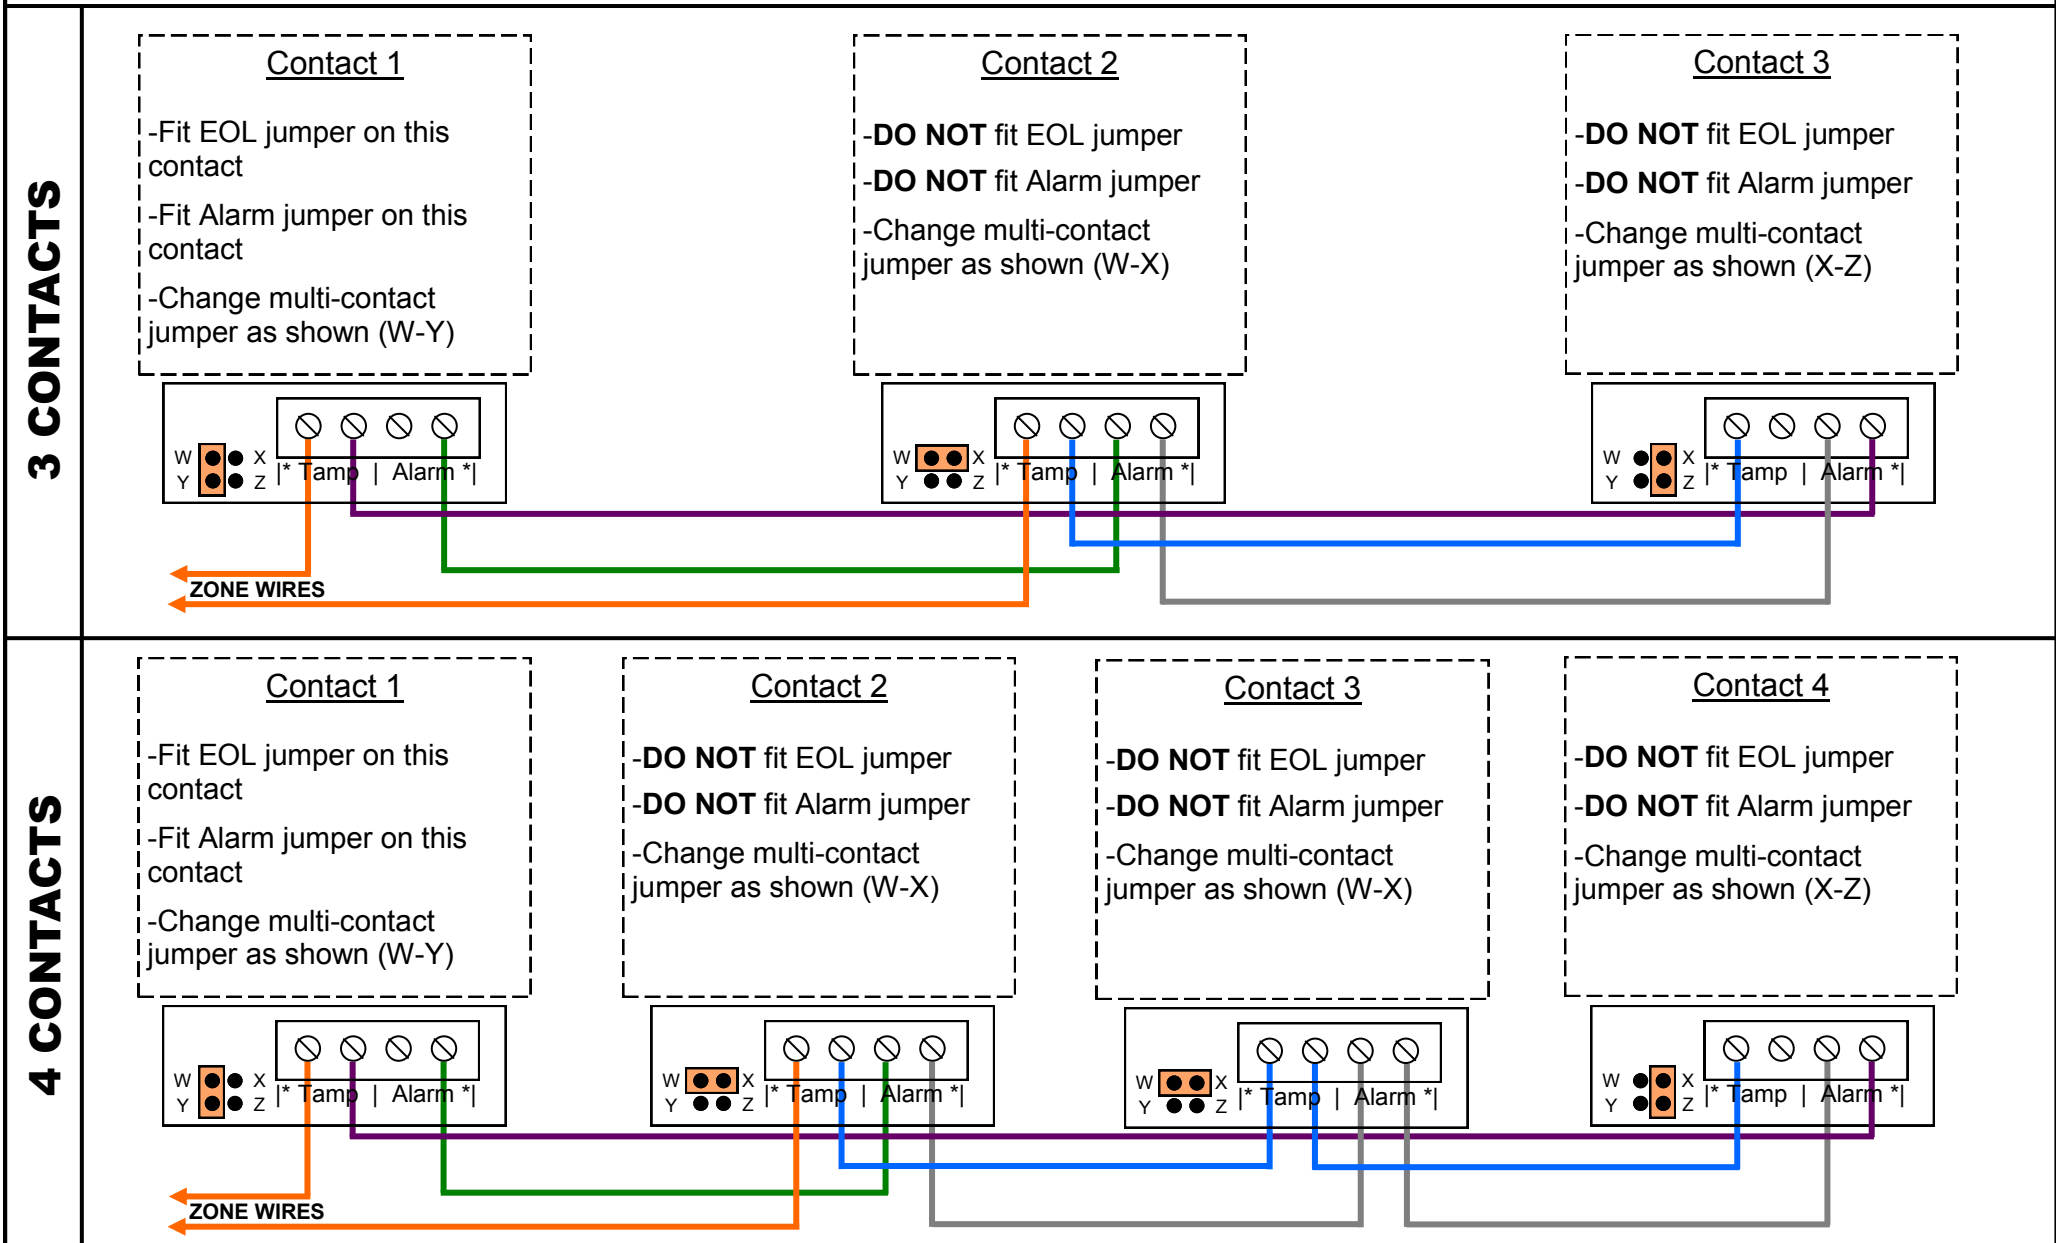 3 CONTACTS
Contact 1
-Fit EOL jumper on this
contact
-Fit Alarm jumper on this
contact
-Change multi-contact
jumper as shown (W-Y)
W X
Y Z
|* Tamp | Alarm *|
Contact 2
-DO NOT fit EOL jumper
-DO NOT fit Alarm jumper
-Change multi-contact
jumper as shown (W-X)
W X
Y Z
|* Tamp | Alarm *|
Contact 3
-DO NOT fit EOL jumper
-DO NOT fit Alarm jumper
-Change multi-contact
jumper as shown (X-Z)
W X
Y Z
|* Tamp | Alarm *|
ZONE WIRES
4 CONTACTS
Contact 1
-Fit EOL jumper on this
contact
-Fit Alarm jumper on this
contact
-Change multi-contact
jumper as shown (W-Y)
W X
Y Z
|* Tamp | Alarm *|
Contact 2
-DO NOT fit EOL jumper
-DO NOT fit Alarm jumper
-Change multi-contact
jumper as shown (W-X)
W X
Y Z
|* Tamp | Alarm *|
Contact 3
-DO NOT fit EOL jumper
-DO NOT fit Alarm jumper
-Change multi-contact
jumper as shown (W-X)
W X
Y Z
|* Tamp | Alarm *|
Contact 4
-DO NOT fit EOL jumper
-DO NOT fit Alarm jumper
-Change multi-contact
jumper as shown (X-Z)
W X
Y Z
|* Tamp | Alarm *|
ZONE WIRES